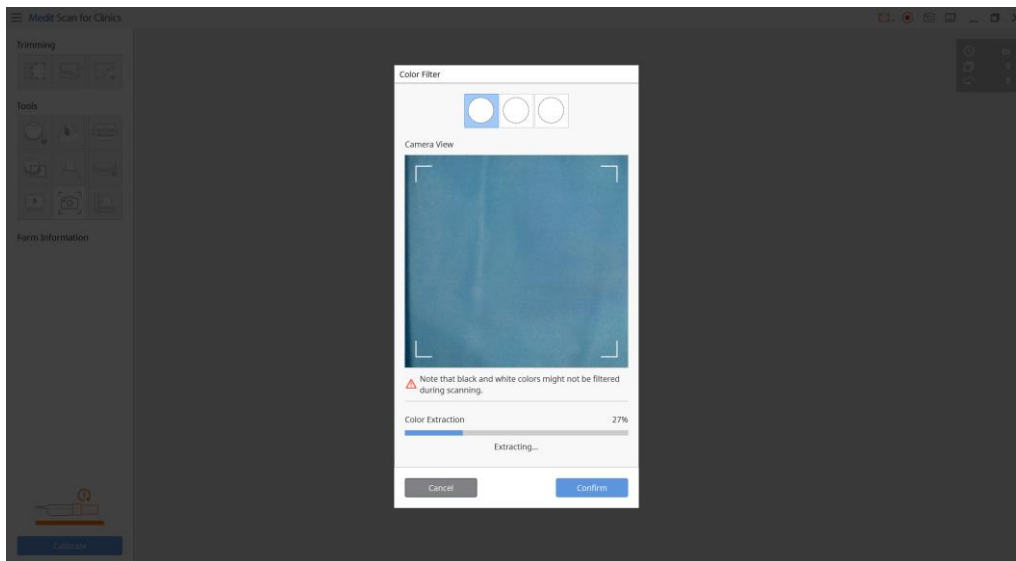 Medit Scan for Clinics
Trimming
Tools
Form Information
Calibrate
Color Filter
Camera View
Note that black and white colors might not be filtered
during scanning.
Color Extraction 27%
Extracting...
Cancel Confirm